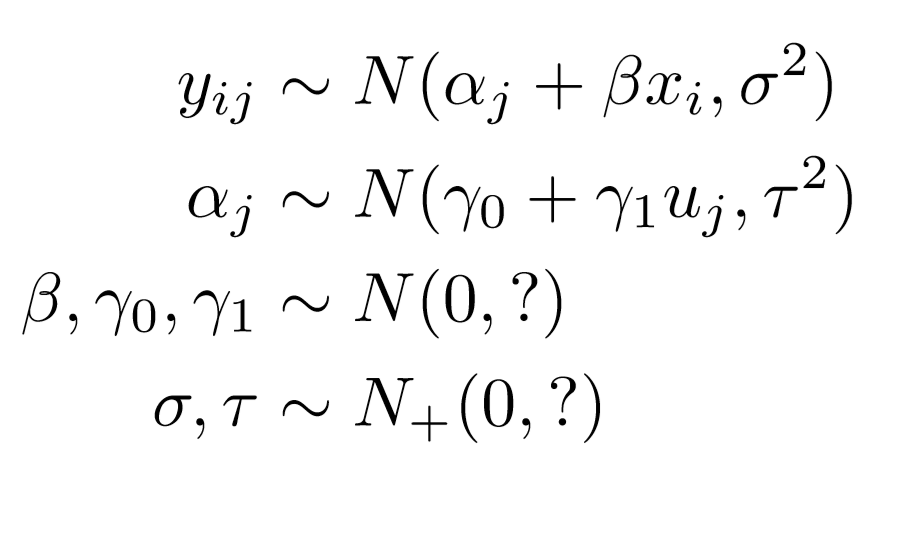 y_{ij} ∼ N(α_j + βx_i, σ^2)
α_j ∼ N(γ_0 + γ_1u_j, τ^2)
β, γ_0, γ_1 ∼ N(0, ?)
σ, τ ∼ N_+(0, ?)